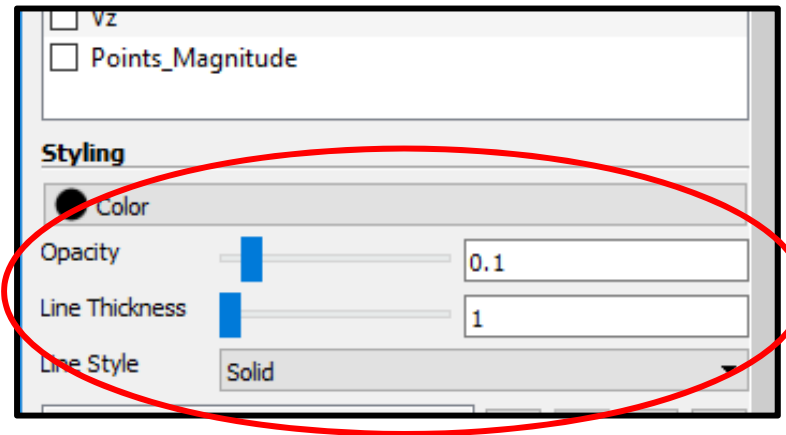 Vz
Points_Magnitude
Styling
Color
Opacity 0.1
Line Thickness 1
Line Style Solid